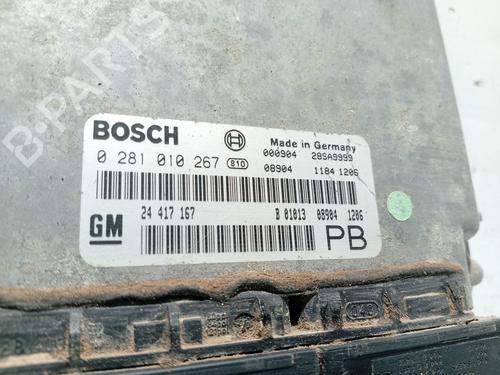 B-PARTS
BOSCH
Made in Germany
0 281 010 267 810
000904 28SA9999
08904 1184 1206
24 417 167
B 01013 08904 1206
GM
PB